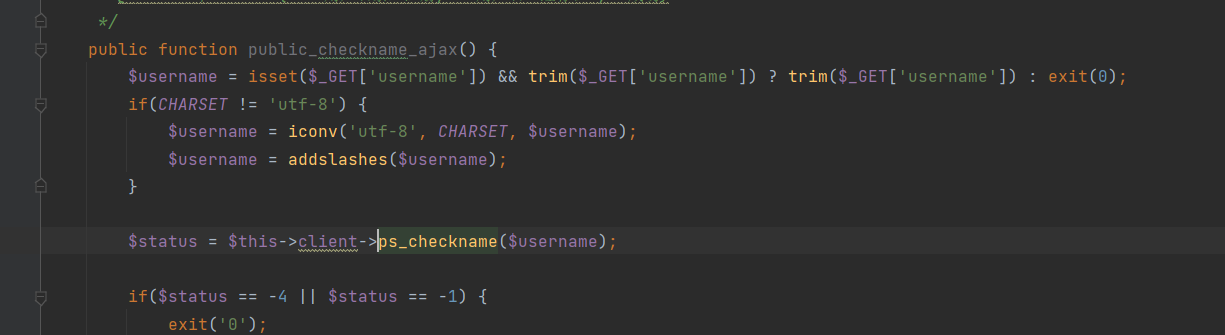 */
public function public_checkname_ajax() {
$username = isset($_GET['username']) && trim($_GET['username']) ? trim($_GET['username']) : exit(0);
if(CHARSET != 'utf-8') {
$username = iconv('utf-8', CHARSET, $username);
$username = addslashes($username);
}
$status = $this->client->ps_checkname($username);
if($status == -4 || $status == -1) {
exit('0');